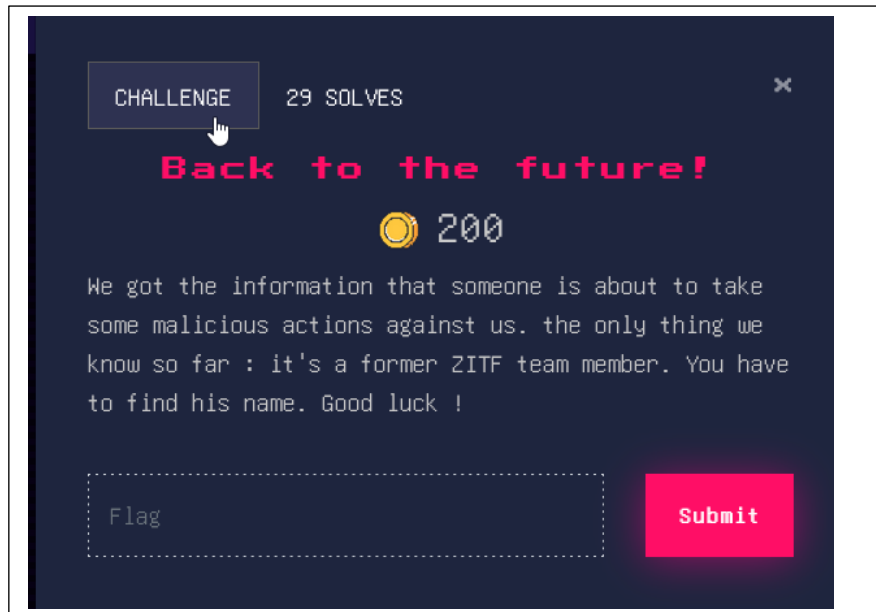 CHALLENGE 29 SOLVES ×
Back to the future!
200
We got the information that someone is about to take
some malicious actions against us. the only thing we
know so far : it's a former ZITF team member. You have
to find his name. Good luck !
Flag Submit